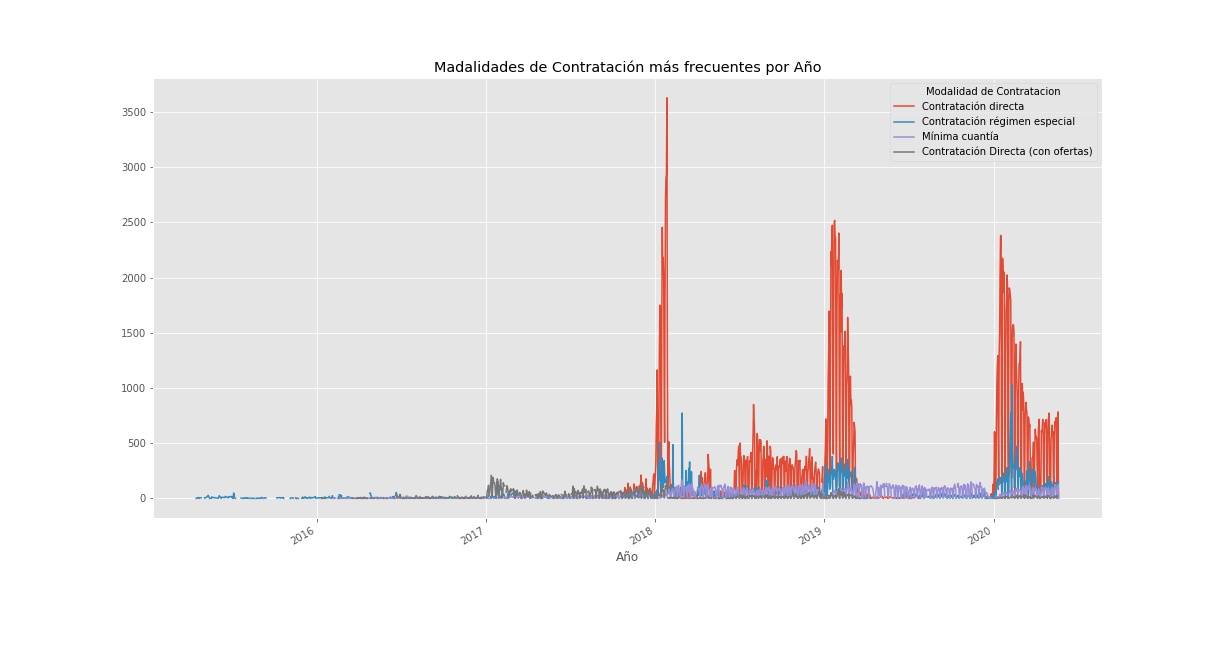 Madalidades de Contratación más frecuentes por Año
Modalidad de Contratacion
Contratación directa
Contratación régimen especial
Mínima cuantía
Contratación Directa (con ofertas)
3500
3000
2500
2000
1500
1000
500
0
2016
2017
2018
2019
2020
Año